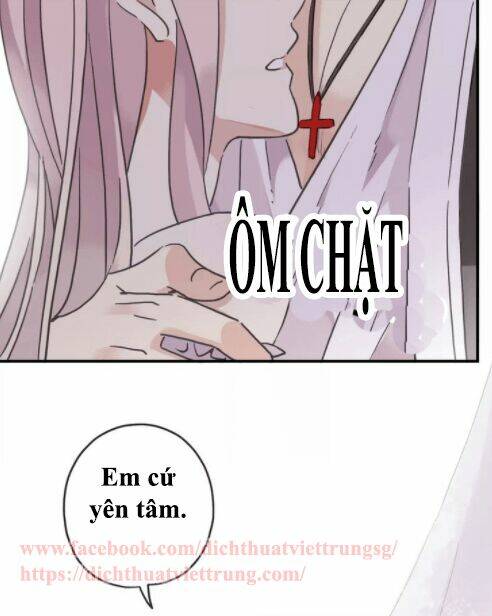 ÔM CHẶT
Em cứ
yên tâm.
www.facebook.com/dichthuatviettrungsg/
https://dichthuatviettrung.com/